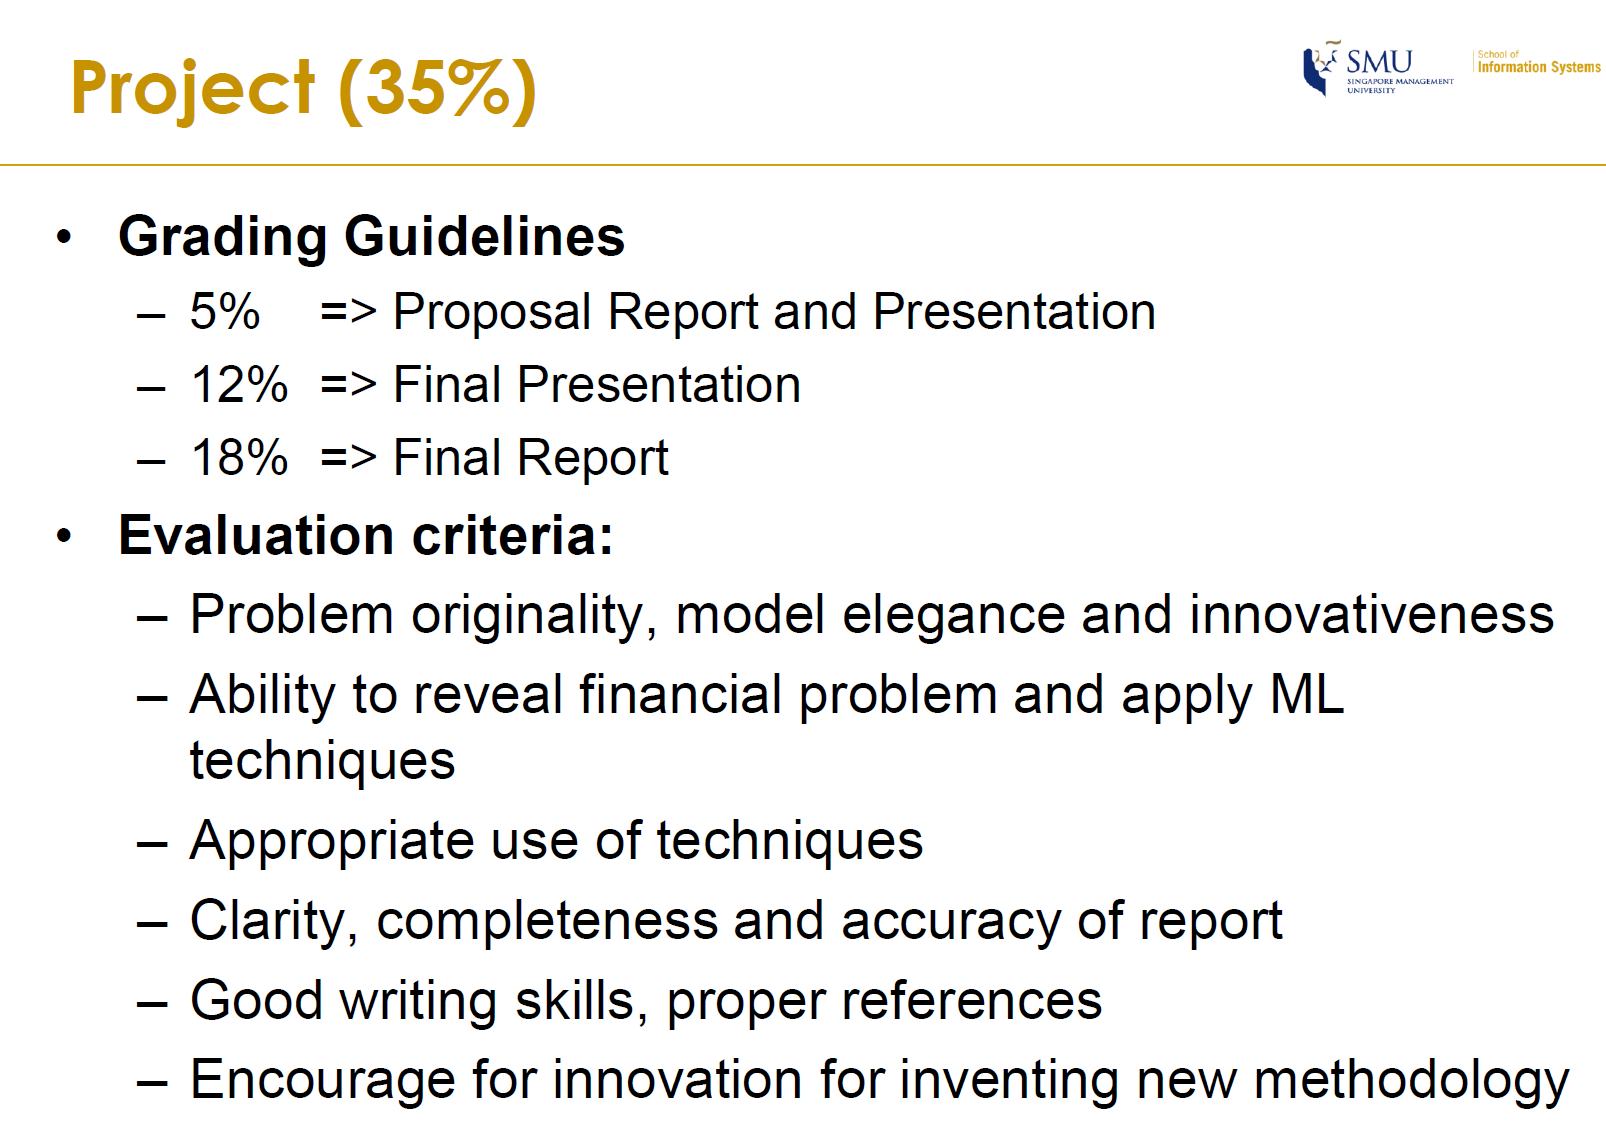 Project (35%)
SMU
SINGAPORE MANAGEMENT
UNIVERSITY
School of
Information Systems
• Grading Guidelines
– 5% => Proposal Report and Presentation
– 12% => Final Presentation
– 18% => Final Report
• Evaluation criteria:
– Problem originality, model elegance and innovativeness
– Ability to reveal financial problem and apply ML
techniques
– Appropriate use of techniques
– Clarity, completeness and accuracy of report
– Good writing skills, proper references
– Encourage for innovation for inventing new methodology